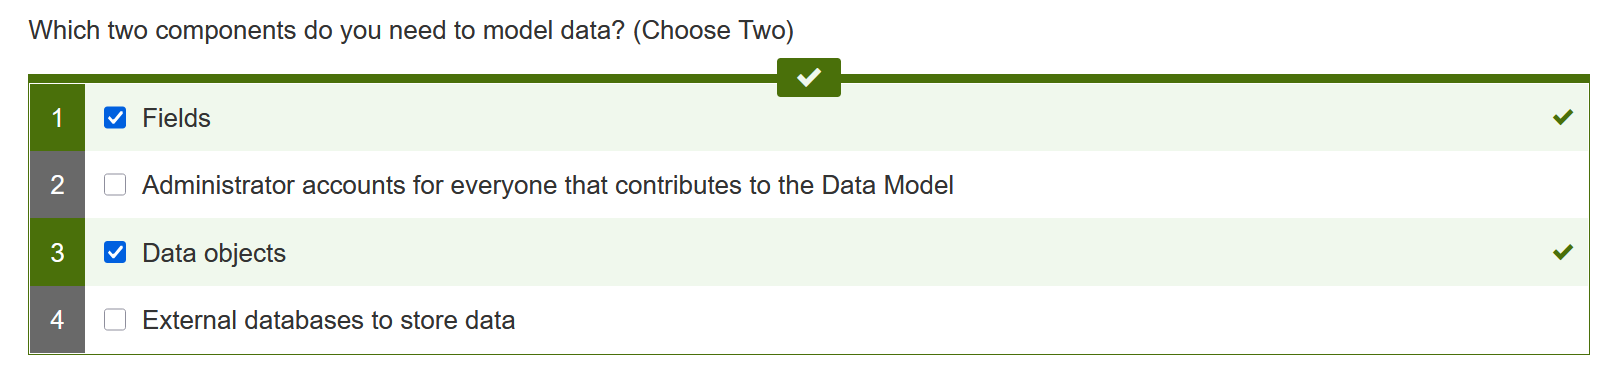 Which two components do you need to model data? (Choose Two)
1 Fields
2 Administrator accounts for everyone that contributes to the Data Model
3 Data objects
4 External databases to store data